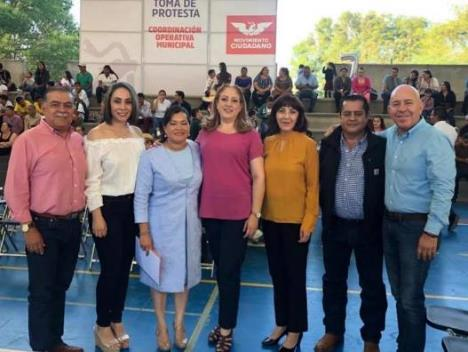 TOMA DE
PROTESTA
COORDINACIÓN
OPERATIVA
MUNICIPAL
MOVIMIENTO
CIUDADANO